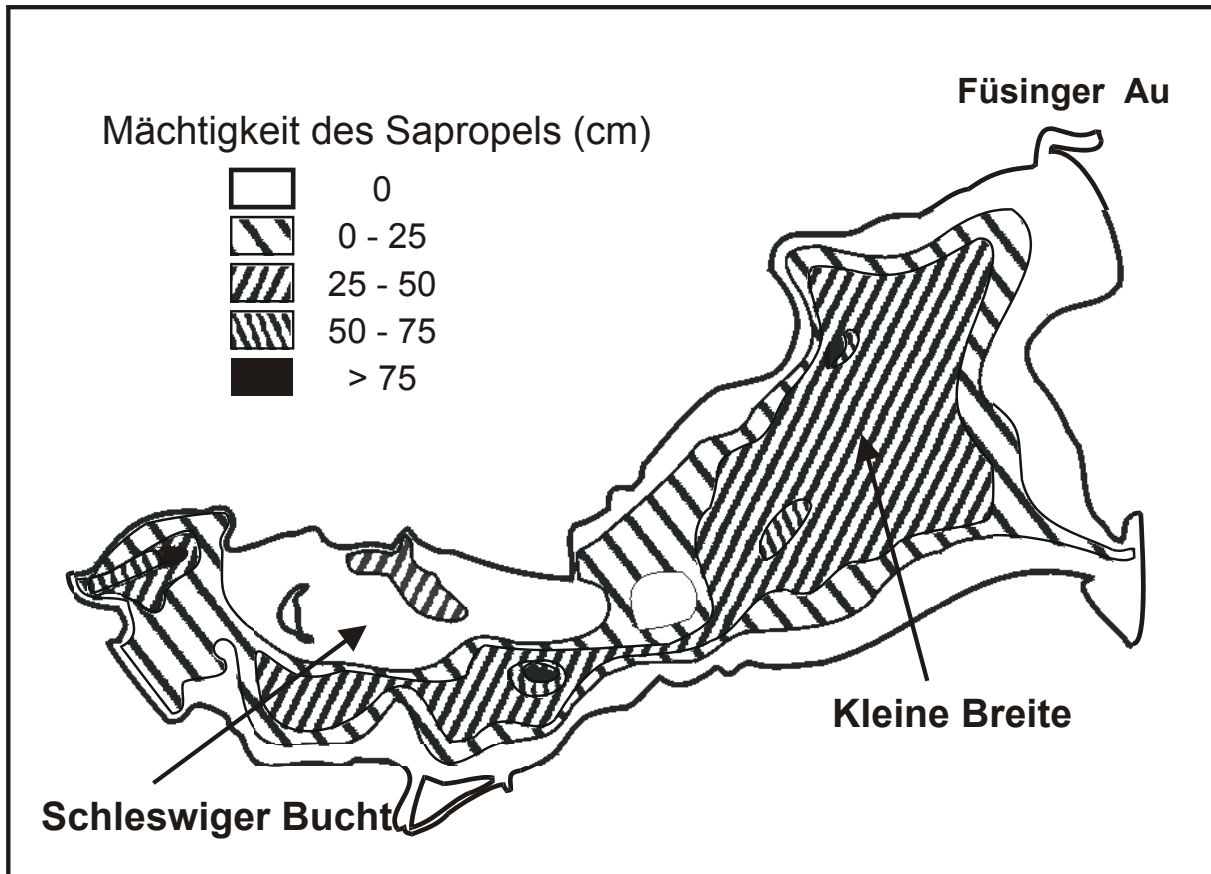 Füsinger Au
Mächtigkeit des Sapropels (cm)
0
0 - 25
25 - 50
50 - 75
> 75
Kleine Breite
Schleswiger Bucht